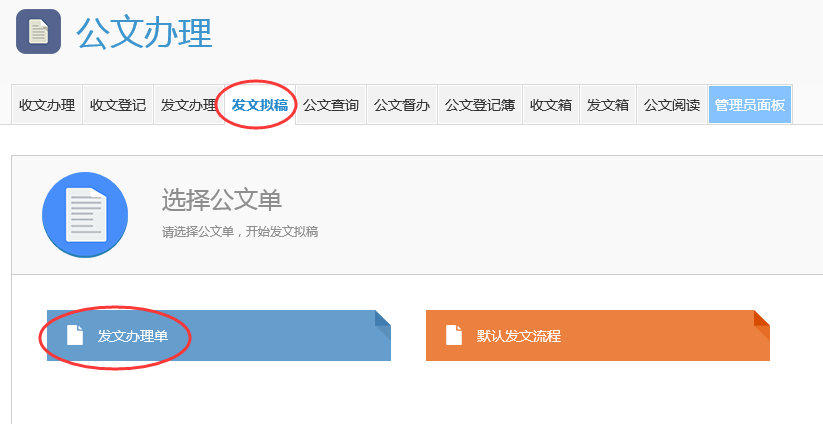 公文办理
收文办理 收文登记 发文办理 发文拟稿 公文查询 公文督办 公文登记簿 收文箱 发文箱 公文阅读 管理员面板
选择公文单
请选择公文单，开始发文拟稿
发文办理单 默认发文流程